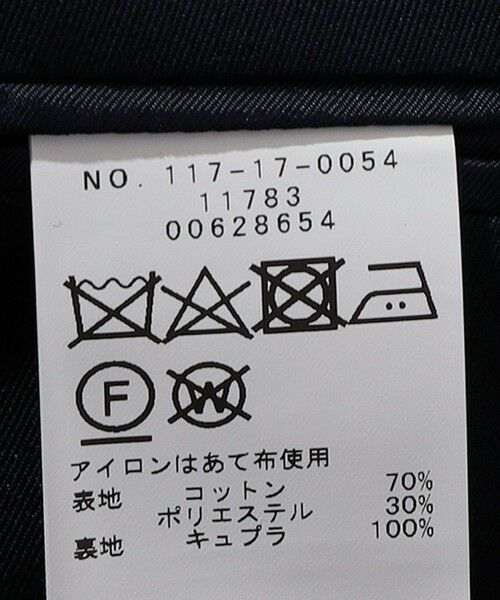 NO. 117-17-0054
11783
00628654
F W
アイロンはあて布使用
表地 コットン 70%
ポリエステル 30%
裏地 キュプラ 100%